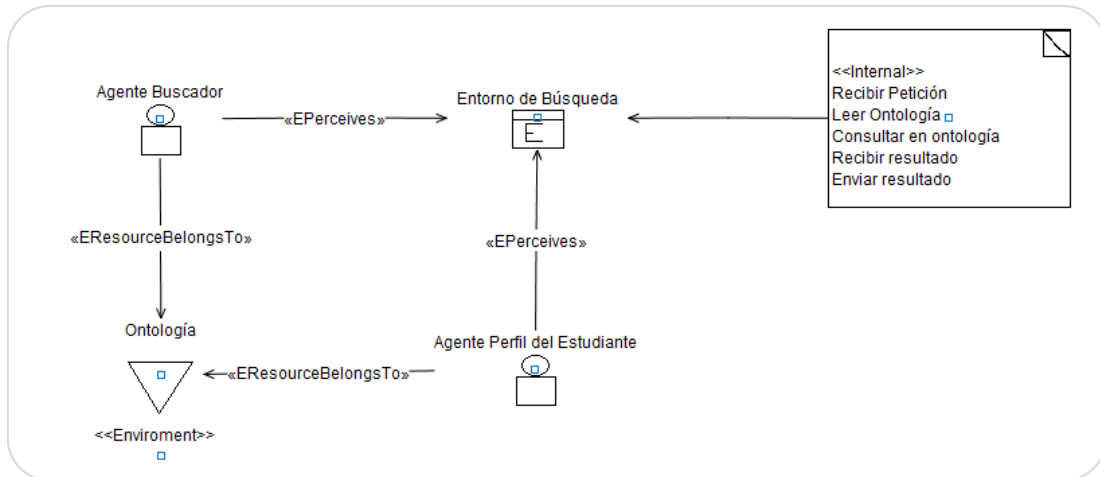 Agente Buscador
«EPerceives»
Entorno de Búsqueda
<<Internal>>
Recibir Petición
Leer Ontología
Consultar en ontología
Recibir resultado
Enviar resultado
«EResourceBelongsTo»
«EPerceives»
Ontología
Agente Perfil del Estudiante
«EResourceBelongsTo»
<<Enviroment>>
E